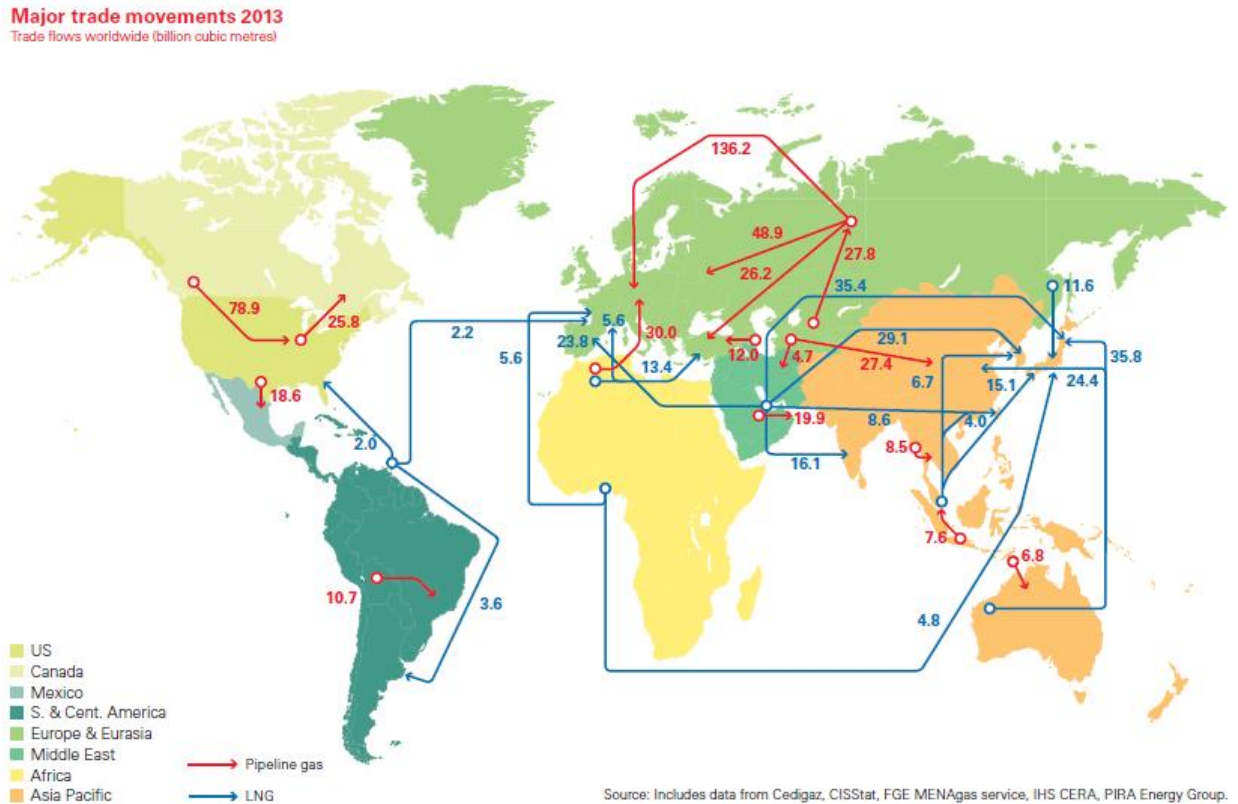 Major trade movements 2013
Trade flows worldwide (billion cubic metres)
136.2
48.9
27.8
26.2
35.4
11.6
78.9
25.8
2.2
5.6
30.0
29.1
23.8
12.0
4.7
27.4
35.8
5.6
13.4
6.7
15.1
24.4
18.6
2.0
19.9
8.6
4.0
16.1
8.5
7.6
6.8
10.7
3.6
4.8
US
Canada
Mexico
S. & Cent. America
Europe & Eurasia
Middle East
Africa
Asia Pacific
Pipeline gas
LNG
Source: Includes data from Cedigaz, CISStat, FGE MENAgas service, IHS CERA, PIRA Energy Group.